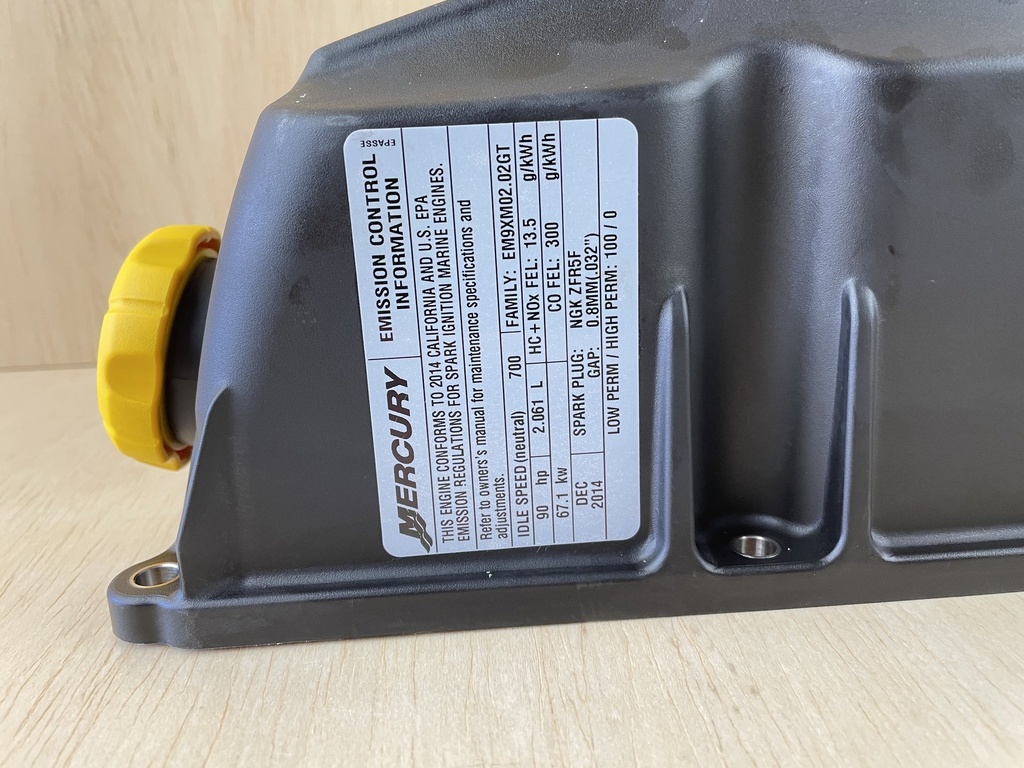 EPASSE
MERCURY
EMISSION CONTROL
INFORMATION
THIS ENGINE CONFORMS TO 2014 CALIFORNIA AND U.S. EPA
EMISSION REGULATIONS FOR SPARK IGNITION MARINE ENGINES.
Refer to owners's manual for maintenance specifications and
adjustments.
IDLE SPEED (neutral) 700 FAMILY: EM9XM02.02GT
90 hp 2.061 L HC + NOx FEL: 13.5 g/kWh
67.1 kw CO FEL: 300 g/kWh
DEC 2014
SPARK PLUG: NGK ZFR5F
GAP: 0.8MM(.032")
LOW PERM / HIGH PERM: 100 / 0